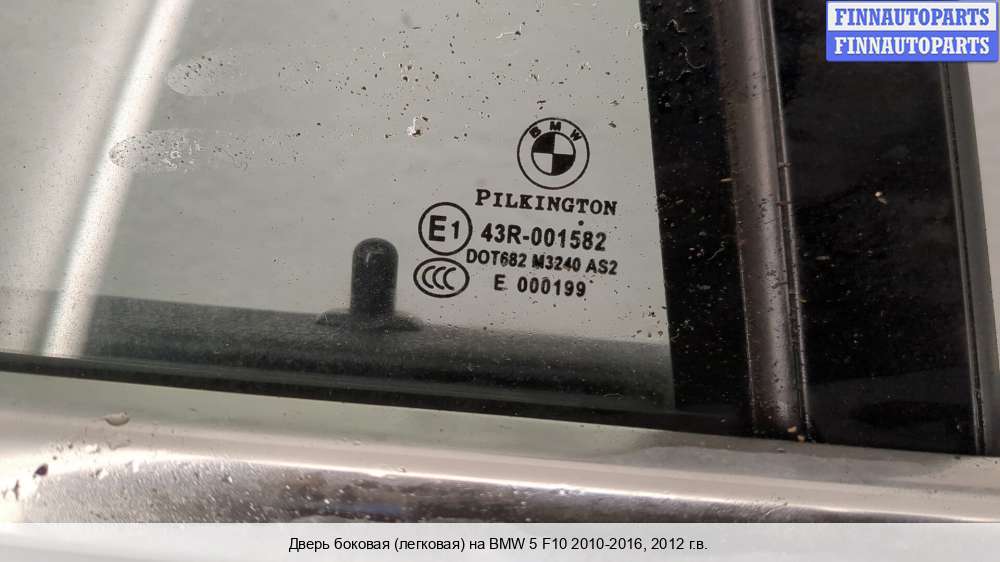 FINNAUTOPARTS
FINNAUTOPARTS
BMW
PILKINGTON
E1 43R-001582
DOT682 M3240 AS2
CCC E 000199
Дверь боковая (легковая) на BMW 5 F10 2010-2016, 2012 г.в.